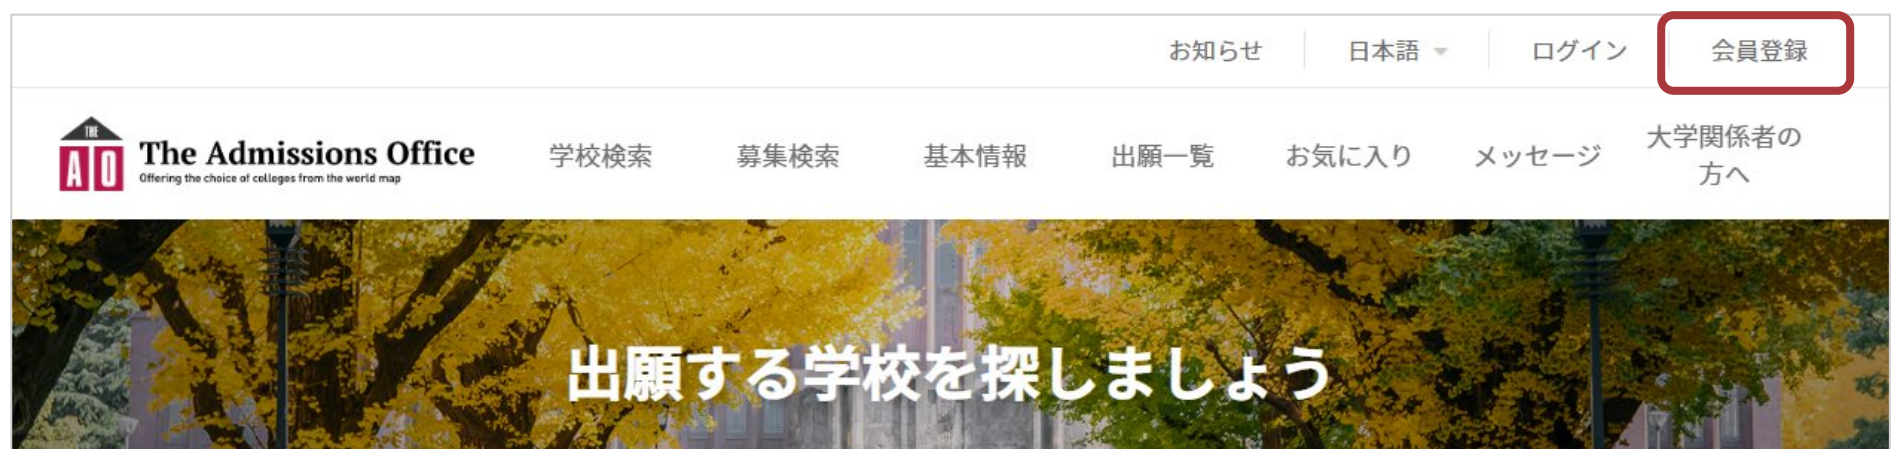 お知らせ
日本語
ログイン
会員登録
THE
AO
The Admissions Office
Offering the choice of colleges from the world map
学校検索
募集検索
基本情報
出願一覧
お気に入り
メッセージ
大学関係者の
方へ
出願する学校を探しましょう